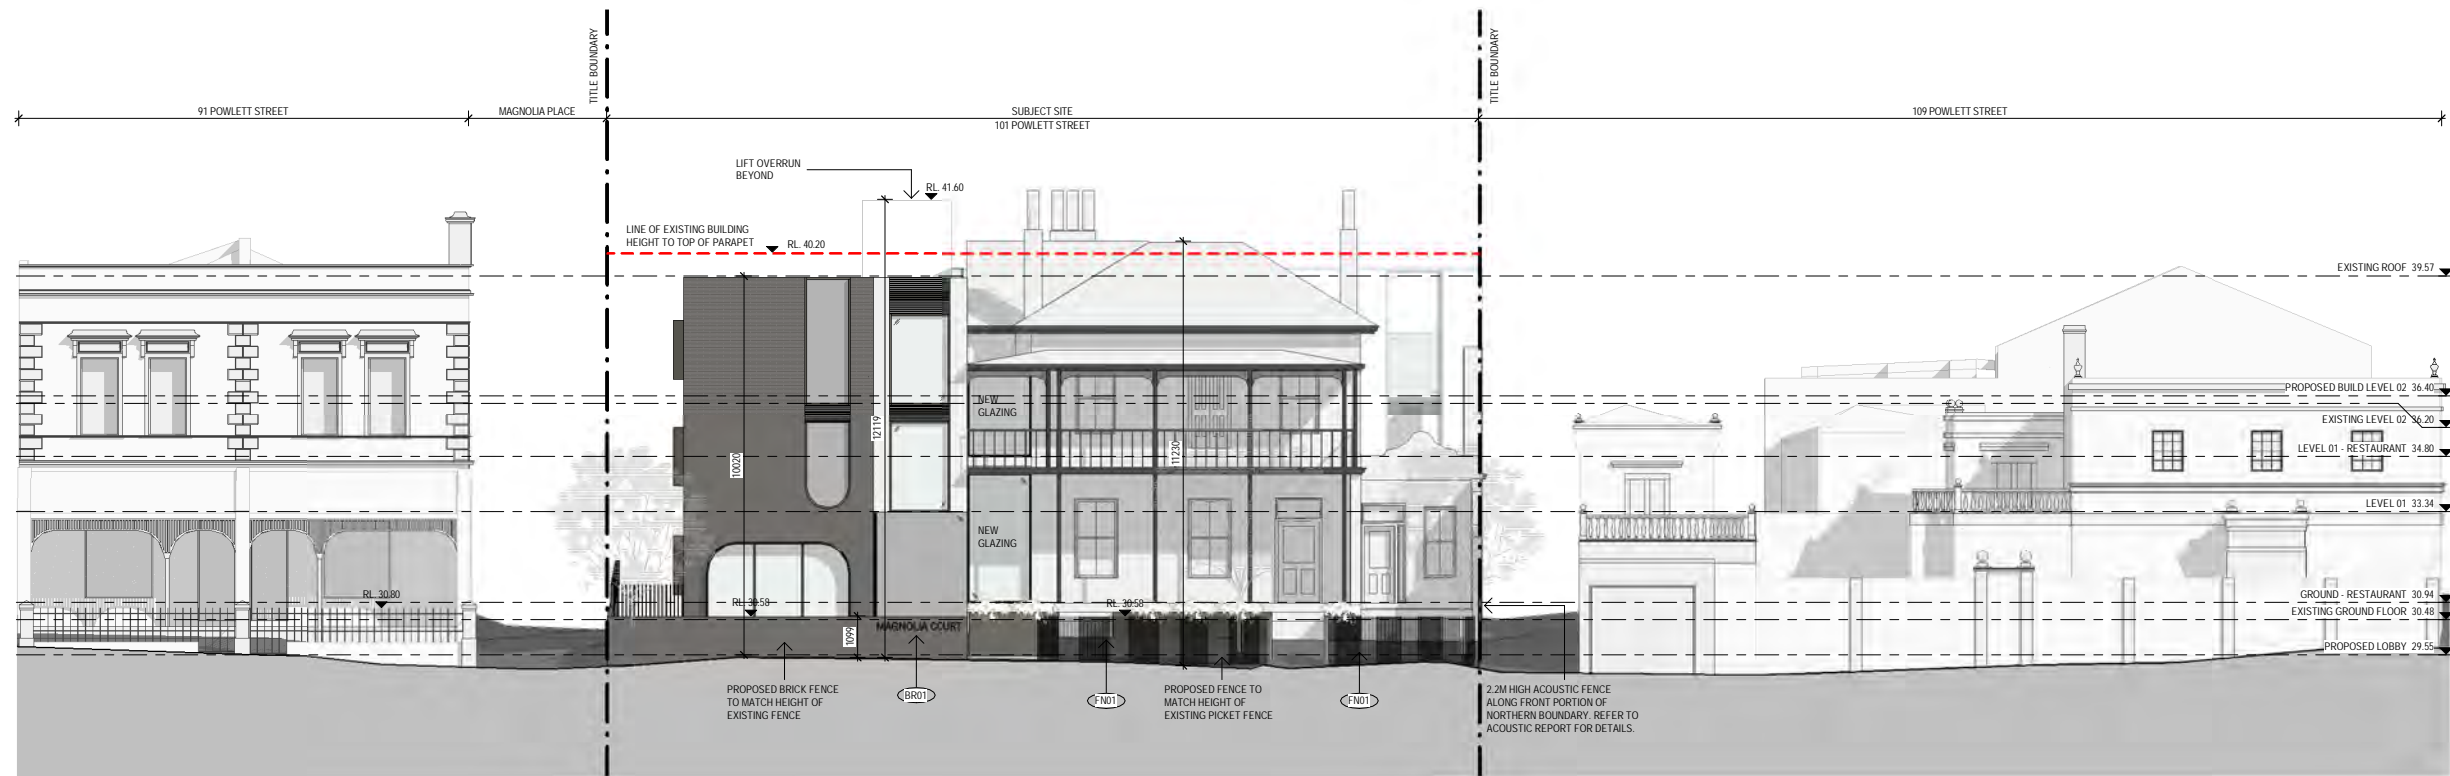 TITLE BOUNDARY
TITLE BOUNDARY
91 POWLETT STREET
MAGNOLIA PLACE
SUBJECT SITE
101 POWLETT STREET
109 POWLETT STREET
LIFT OVERRUN
BEYOND
RL. 41.60
LINE OF EXISTING BUILDING
HEIGHT TO TOP OF PARAPET
RL. 40.20
EXISTING ROOF 39.57
PROPOSED BUILD LEVEL 02 36.40
NEW
GLAZING
EXISTING LEVEL 02 36.20
12119
11230
10020
LEVEL 01 - RESTAURANT 34.80
LEVEL 01 33.34
NEW
GLAZING
RL. 30.80
RL. 30.58
RL. 30.58
GROUND - RESTAURANT 30.94
EXISTING GROUND FLOOR 30.48
MAGNOLIA COURT
1099
PROPOSED LOBBY 29.55
PROPOSED BRICK FENCE
TO MATCH HEIGHT OF
EXISTING FENCE
BR01
FN01
PROPOSED FENCE TO
MATCH HEIGHT OF
EXISTING PICKET FENCE
FN01
2.2M HIGH ACOUSTIC FENCE
ALONG FRONT PORTION OF
NORTHERN BOUNDARY. REFER TO
ACOUSTIC REPORT FOR DETAILS.